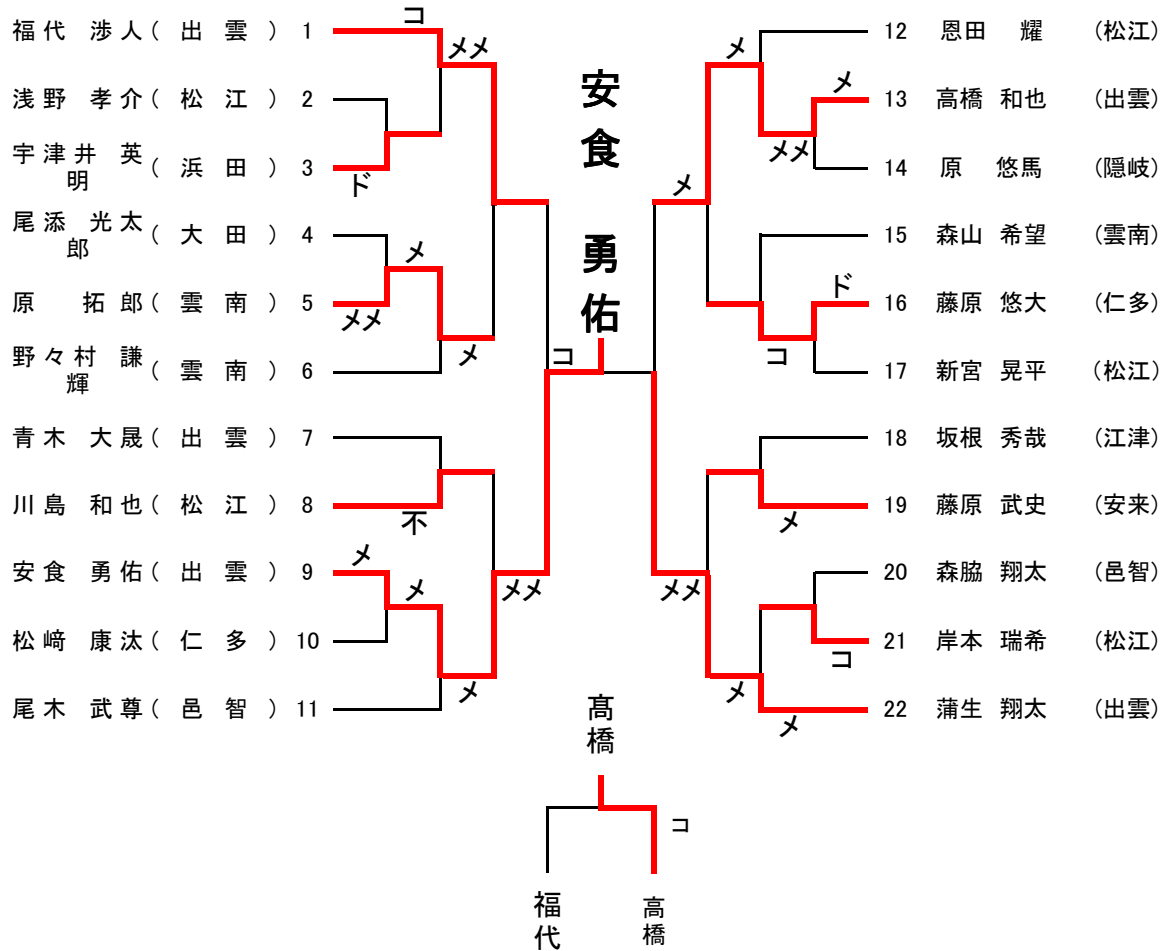 福代 渉人 ( 出 雲 ) 1
浅野 孝介 ( 松 江 ) 2
宇津井 英明 ( 浜 田 ) 3
尾添 光太郎 ( 大 田 ) 4
原 拓郎 ( 雲 南 ) 5
野々村 謙輝 ( 雲 南 ) 6
青木 大晟 ( 出 雲 ) 7
川島 和也 ( 松 江 ) 8
安食 勇佑 ( 出 雲 ) 9
松﨑 康汰 ( 仁 多 ) 10
尾木 武尊 ( 邑 智 ) 11
コ
メメ
ド
メ
メメ
メ
不
メ
メ
メメ
メ
コ
安食 勇佑
メ
メ
メメ
メ
ド
コ
メ
メメ
コ
メ
メ
12 恩田 耀 (松江)
13 高橋 和也 (出雲)
14 原 悠馬 (隠岐)
15 森山 希望 (雲南)
16 藤原 悠大 (仁多)
17 新宮 晃平 (松江)
18 坂根 秀哉 (江津)
19 藤原 武史 (安来)
20 森脇 翔太 (邑智)
21 岸本 瑞希 (松江)
22 蒲生 翔太 (出雲)
髙橋
コ
福代
高橋